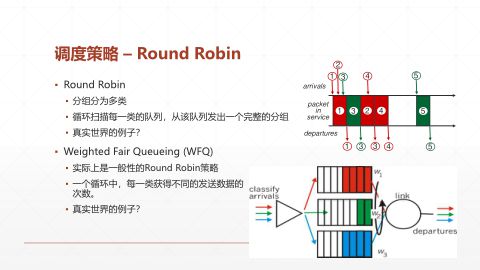 调度策略 – Round Robin
Round Robin
分组分为多类
循环扫描每一类的队列，从该队列发出一个完整的分组
真实世界的例子？
Weighted Fair Queueing (WFQ)
实际上是一般性的Round Robin策略
一个循环中，每一类获得不同的发送数据的
次数。
真实世界的例子？
②
① ③ ④ ⑤
arrivals
packet
in
service
① ③ ② ④ ⑤
departures
① ③ ③ ④ ⑤
classify
arrivals
w1
w2
w3
link
departures